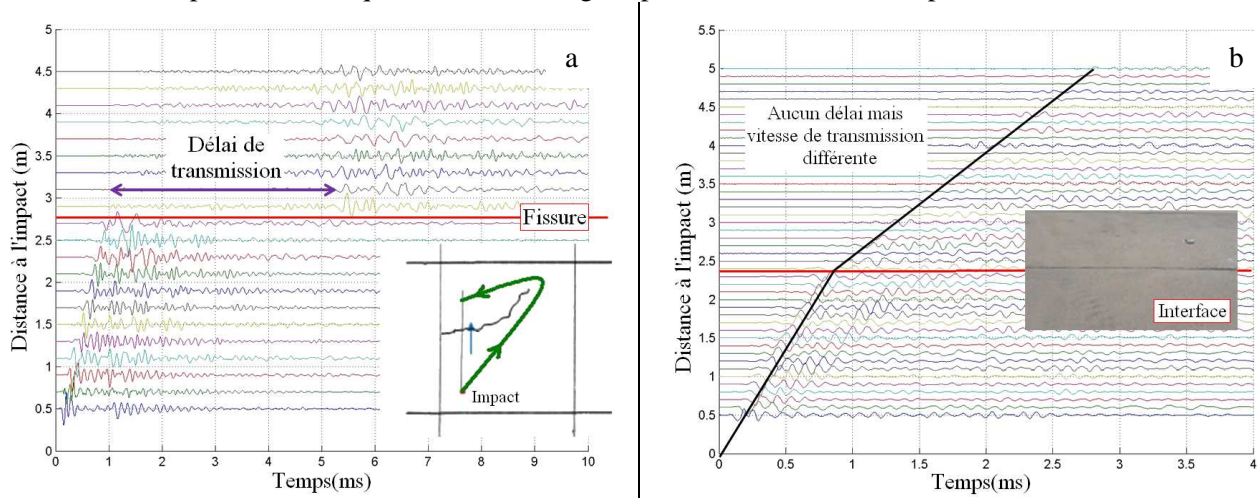 a
5
4.5
4
3.5
3
2.5
2
1.5
1
0.5
0
Distance à l'impact (m)
Délai de
transmission
Fissure
Impact
0 1 2 3 4 5 6 7 8 9 10
Temps(ms)
b
5.5
5
4.5
4
3.5
3
2.5
2
1.5
1
0.5
0
Distance à l'impact (m)
Aucun délai mais
vitesse de transmission
différente
Interface
0 0.5 1 1.5 2 2.5 3 3.5 4
Temps(ms)